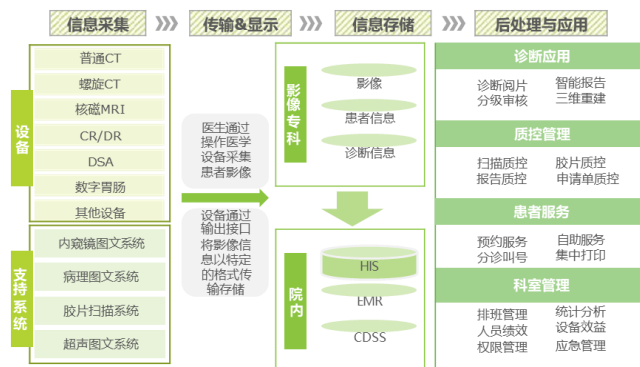 信息采集
传输&显示
信息存储
后处理与应用
设备
普通CT
螺旋CT
核磁MRI
CR/DR
DSA
数字胃肠
其他设备
支持系统
内窥镜图文系统
病理图文系统
胶片扫描系统
超声图文系统
医生通过
操作医学
设备采集
患者影像
设备通过
输出接口
将影像信
息以特定
的格式传
输存储
影像专科
影像
患者信息
诊断信息
院内
HIS
EMR
CDSS
诊断应用
诊断阅片 智能报告
分级审核 三维重建
质控管理
扫描质控 胶片质控
报告质控 申请单质控
患者服务
预约服务 自助服务
分诊叫号 集中打印
科室管理
排班管理 统计分析
人员绩效 设备效益
权限管理 应急管理